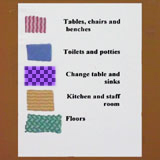 Tables, chairs and
benches
Toilets and potties
Change table and
sinks
Kitchen and staff
room
Floors